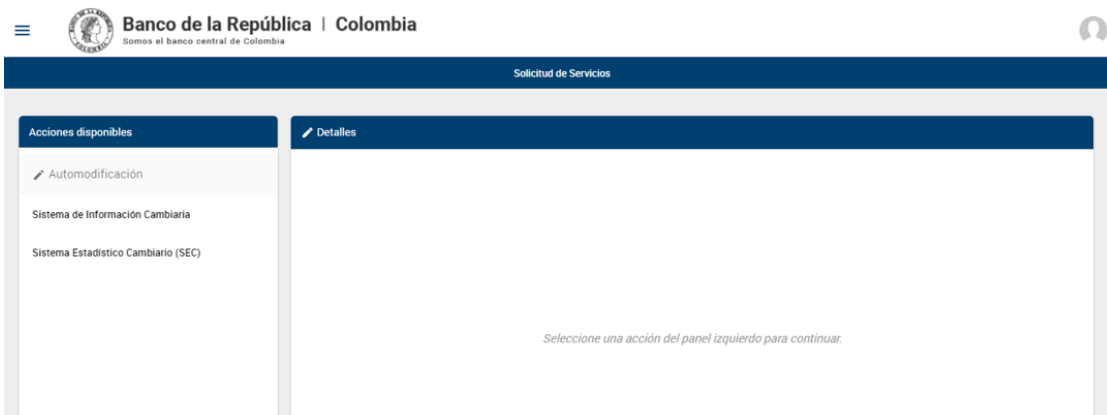 Banco de la República | Colombia
Somos el banco central de Colombia
Solicitud de Servicios
Acciones disponibles
Automodificación
Sistema de Información Cambiaria
Sistema Estadístico Cambiario (SEC)
Detalles
Seleccione una acción del panel izquierdo para continuar.